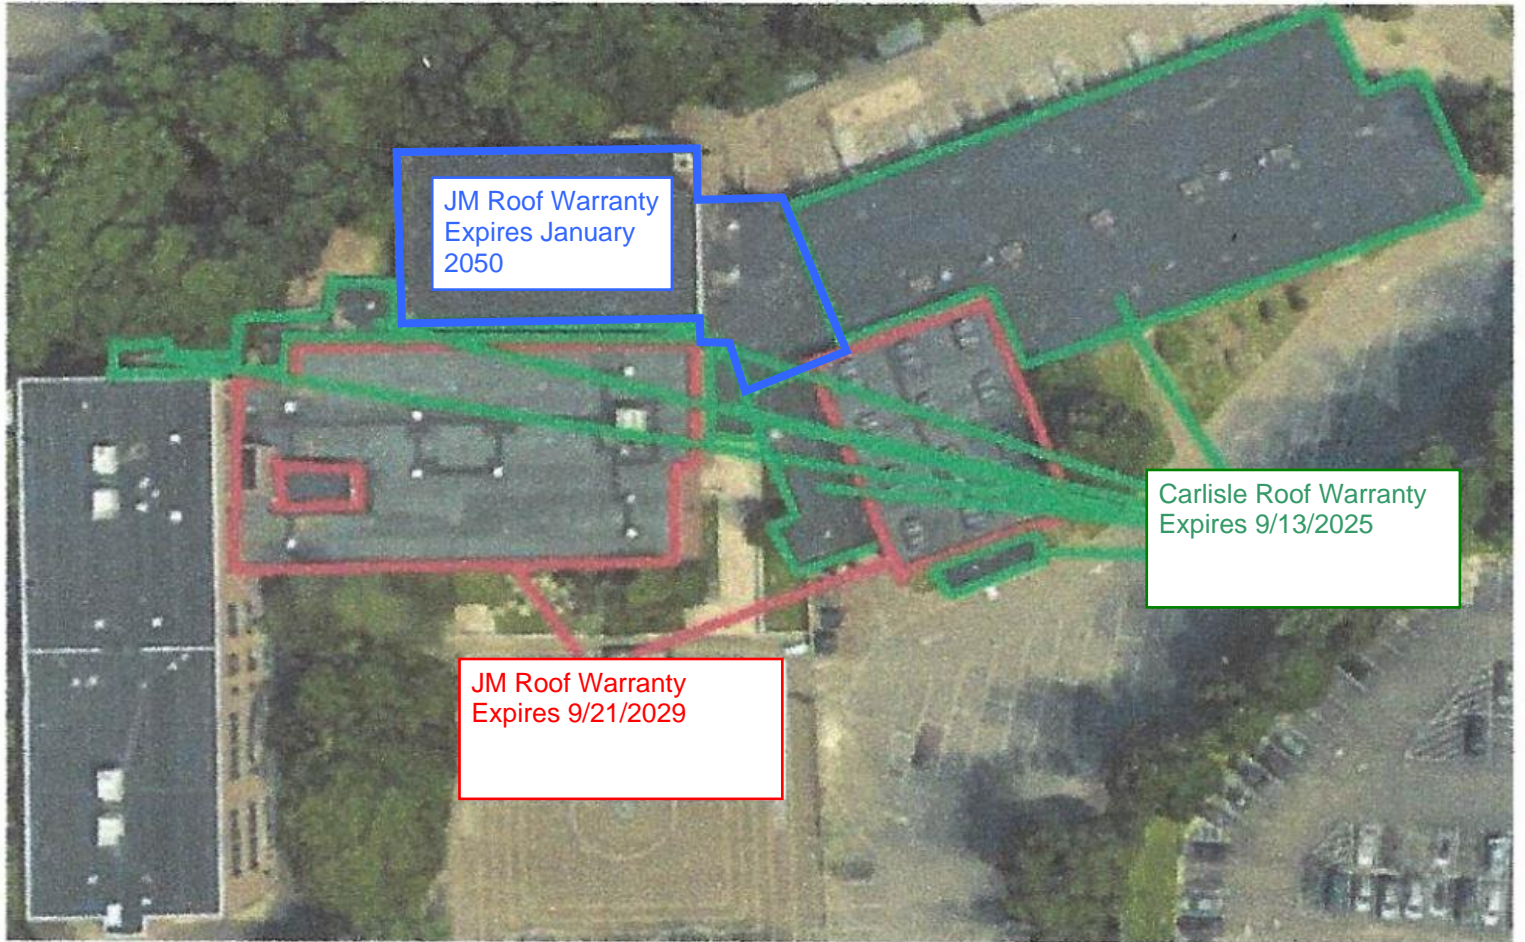 JM Roof Warranty
Expires January
2050
Carlisle Roof Warranty
Expires 9/13/2025
JM Roof Warranty
Expires 9/21/2029